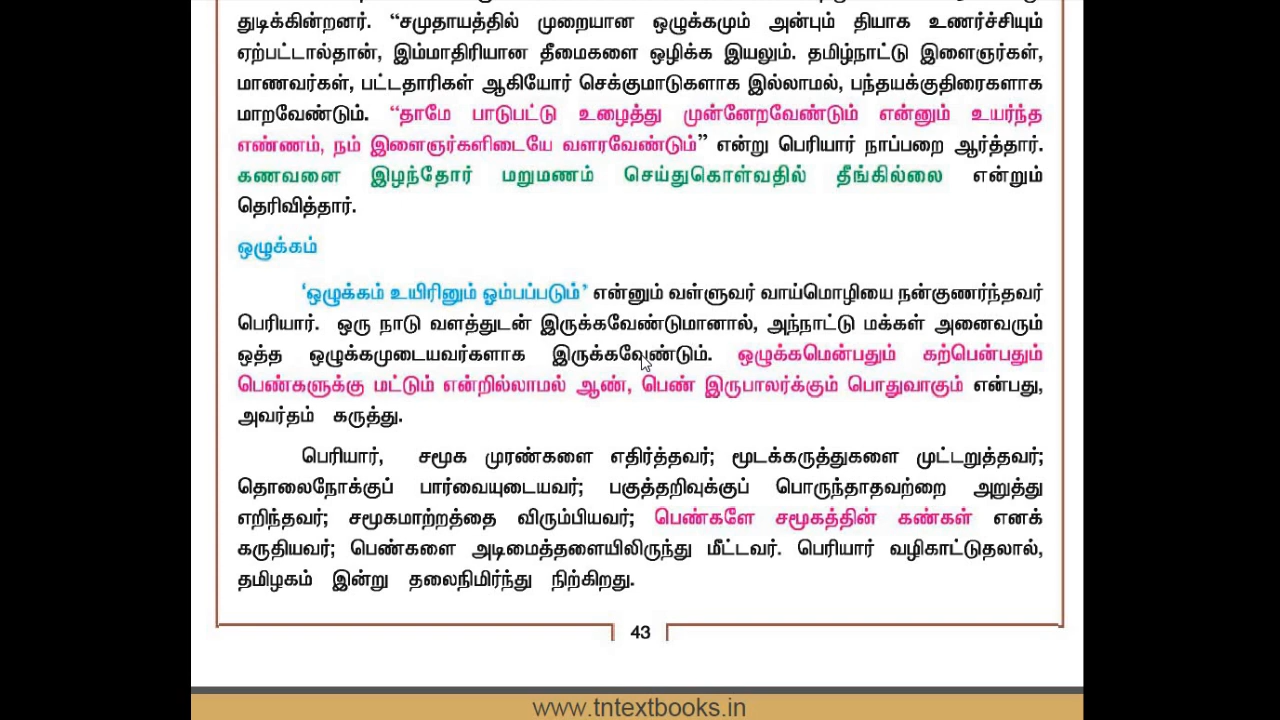 துடிக்கின்றனர். “சமுதாயத்தில் முறையான ஒழுக்கமும் அன்பும் தியாக உணர்ச்சியும்
ஏற்பட்டால்தான், இம்மாதிரியான தீமைகளை ஒழிக்க இயலும். தமிழ்நாட்டு இளைஞர்கள்,
மாணவர்கள், பட்டதாரிகள் ஆகியோர் செக்குமாடுகளாக இல்லாமல், பந்தயக்குதிரைகளாக
மாறவேண்டும். “தாமே பாடுபட்டு உழைத்து முன்னேறவேண்டும் என்னும் உயர்ந்த
எண்ணம், நம் இளைஞர்களிடையே வளரவேண்டும்” என்று பெரியார் நாப்பறை ஆர்த்தார்.
கணவனை இழந்தோர் மறுமணம் செய்துகொள்வதில் தீங்கில்லை என்றும்
தெரிவித்தார்.
ஒழுக்கம்
‘ஒழுக்கம் உயிரினும் ஓம்பப்படும்’ என்னும் வள்ளுவர் வாய்மொழியை நன்குணர்ந்தவர்
பெரியார். ஒரு நாடு வளத்துடன் இருக்கவேண்டுமானால், அந்நாட்டு மக்கள் அனைவரும்
ஒத்த ஒழுக்கமுடையவர்களாக இருக்கவேண்டும். ஒழுக்கமென்பதும் கற்பென்பதும்
பெண்களுக்கு மட்டும் என்றில்லாமல் ஆண், பெண் இருபாலர்க்கும் பொதுவாகும் என்பது,
அவர்தம் கருத்து.
பெரியார், சமூக முரண்களை எதிர்த்தவர்; மூடக்கருத்துகளை முட்டறுத்தவர்;
தொலைநோக்குப் பார்வையுடையவர்; பகுத்தறிவுக்குப் பொருந்தாதவற்றை அறுத்து
எறிந்தவர்; சமூகமாற்றத்தை விரும்பியவர்; பெண்களே சமூகத்தின் கண்கள் எனக்
கருதியவர்; பெண்களை அடிமைத்தளையிலிருந்து மீட்டவர். பெரியார் வழிகாட்டுதலால்,
தமிழகம் இன்று தலைநிமிர்ந்து நிற்கிறது.
43
www.tntextbooks.in